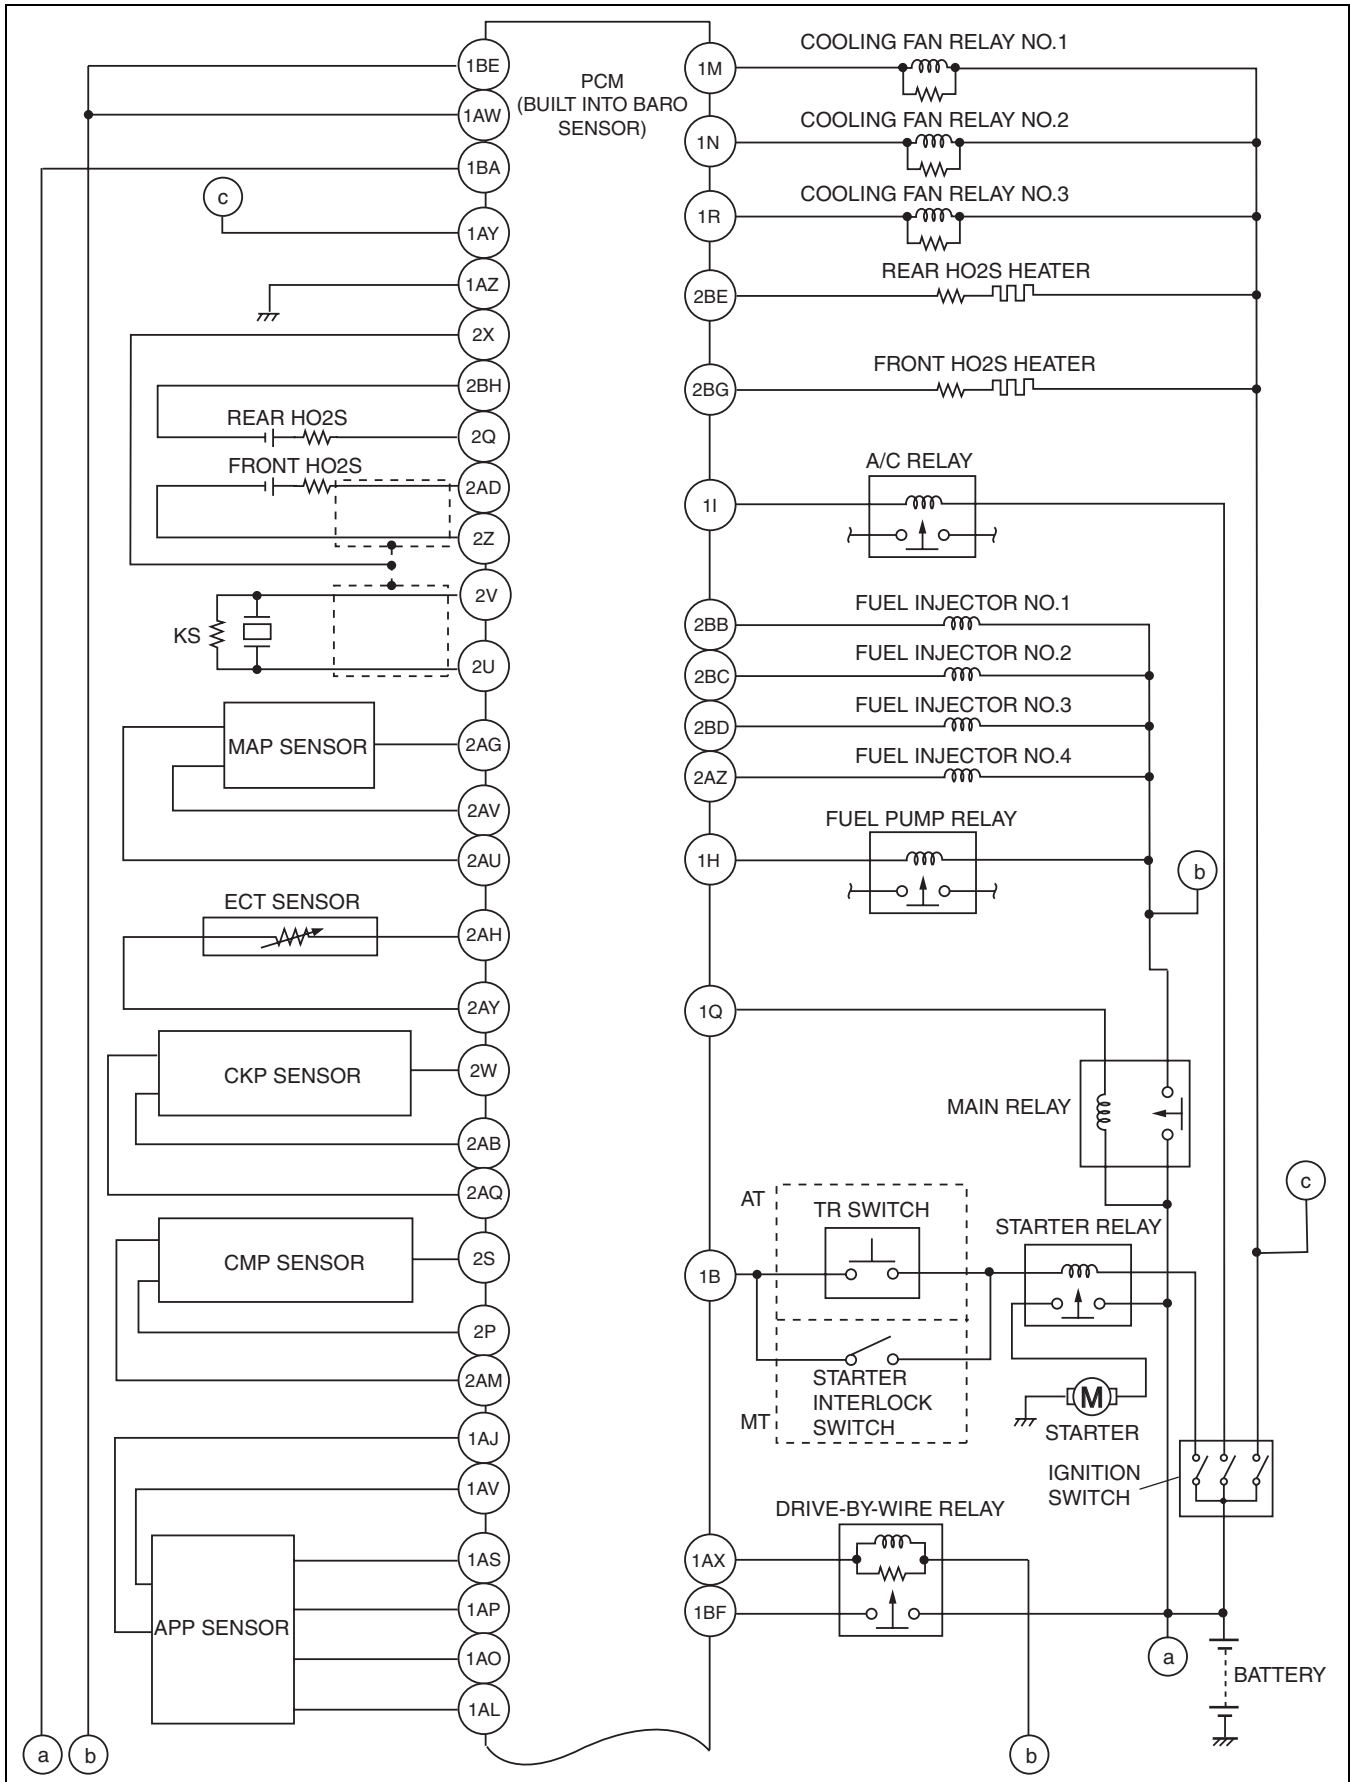 PCM
(BUILT INTO BARO
SENSOR)
1BE
1AW
1BA
c
1AY
1AZ
2X
2BH
REAR HO2S
2Q
FRONT HO2S
2AD
2Z
2V
KS
2U
MAP SENSOR
2AG
2AV
2AU
ECT SENSOR
2AH
2AY
CKP SENSOR
2W
2AB
2AQ
CMP SENSOR
2S
2P
2AM
1AJ
1AV
APP SENSOR
1AS
1AP
1AO
1AL
a
b
COOLING FAN RELAY NO.1
1M
COOLING FAN RELAY NO.2
1N
COOLING FAN RELAY NO.3
1R
REAR HO2S HEATER
2BE
FRONT HO2S HEATER
2BG
A/C RELAY
1I
FUEL INJECTOR NO.1
2BB
FUEL INJECTOR NO.2
2BC
FUEL INJECTOR NO.3
2BD
FUEL INJECTOR NO.4
2AZ
FUEL PUMP RELAY
1H
b
1Q
MAIN RELAY
c
AT
TR SWITCH
STARTER RELAY
1B
STARTER
INTERLOCK
SWITCH
MT
M
STARTER
IGNITION
SWITCH
DRIVE-BY-WIRE RELAY
1AX
1BF
a
BATTERY
b